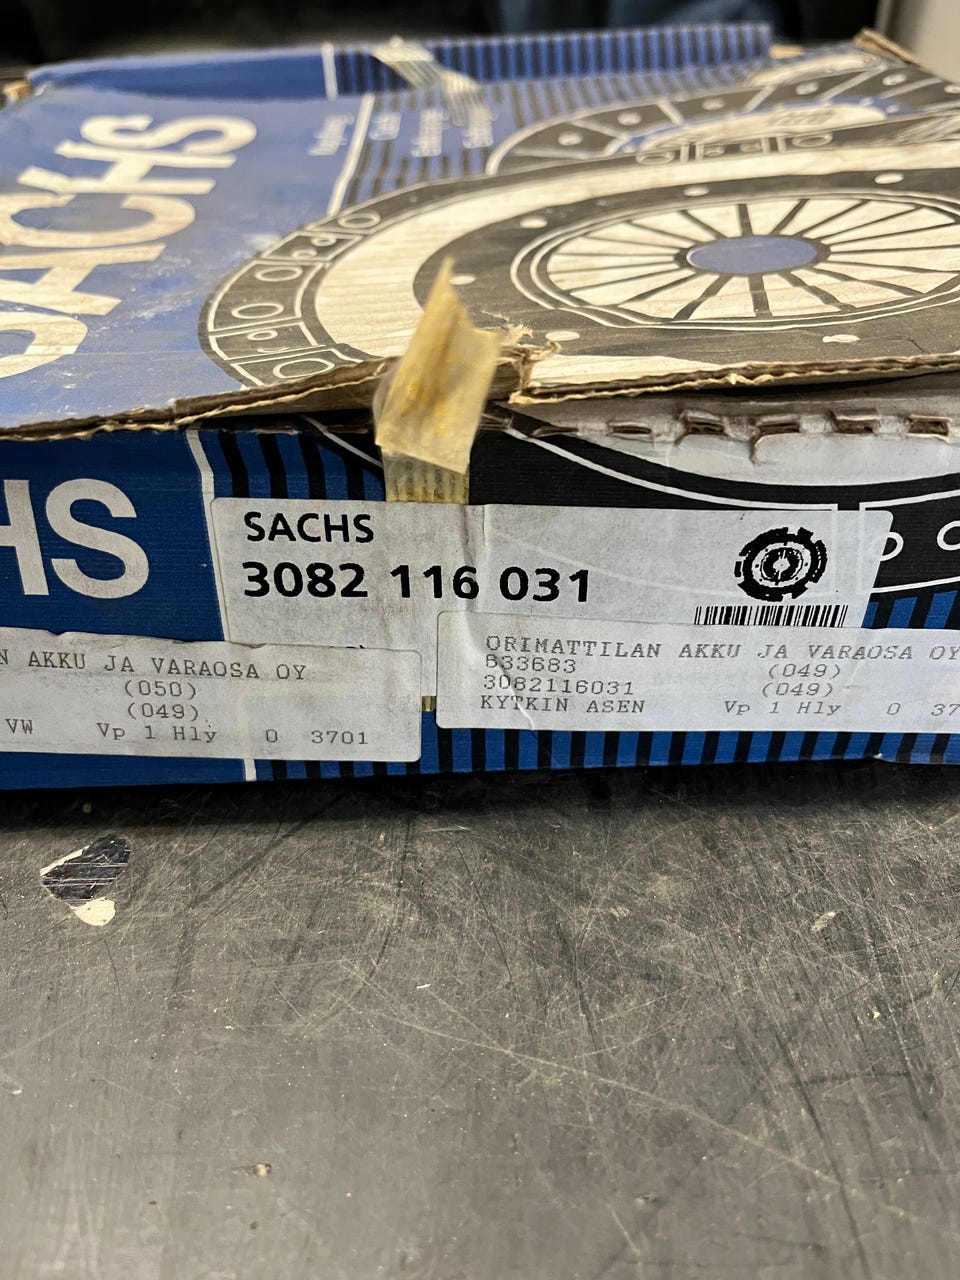 SACHS
HS
SACHS
3082 116 031
N AKKU JA VARAOSA OY
(050)
(049)
VW Vp 1 Hly 0 3701
ORIMATTILAN AKKU JA VARAOSA OY
833683 (049)
3082116031 (049)
KYTKIN ASEN Vp 1 Hly 0 37